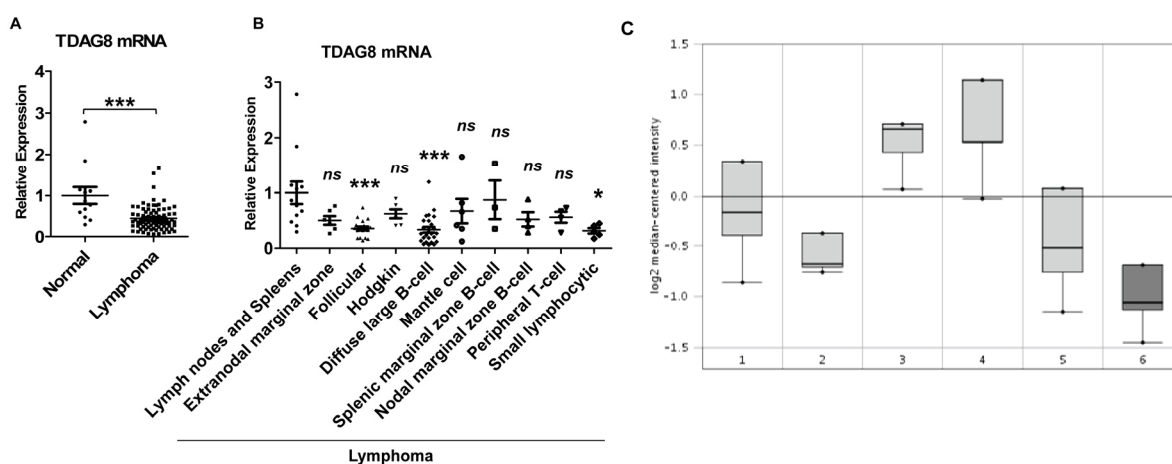 A
TDAG8 mRNA
Relative Expression
4
3
2
1
0
***
Normal
Lymphoma
B
TDAG8 mRNA
Relative Expression
3
2
1
0
ns
***
ns
***
ns
ns
ns
ns
*
Lymph nodes and Spleens
Extranodal marginal zone
Follicular
Hodgkin
Diffuse large B-cell
Mantle cell
Splenic marginal zone B-cell
Nodal marginal zone B-cell
Peripheral T-cell
Small lymphocytic
Lymphoma
C
log2 median-centered intensity
1.5
1.0
0.5
0.0
-0.5
-1.0
-1.5
1 2 3 4 5 6